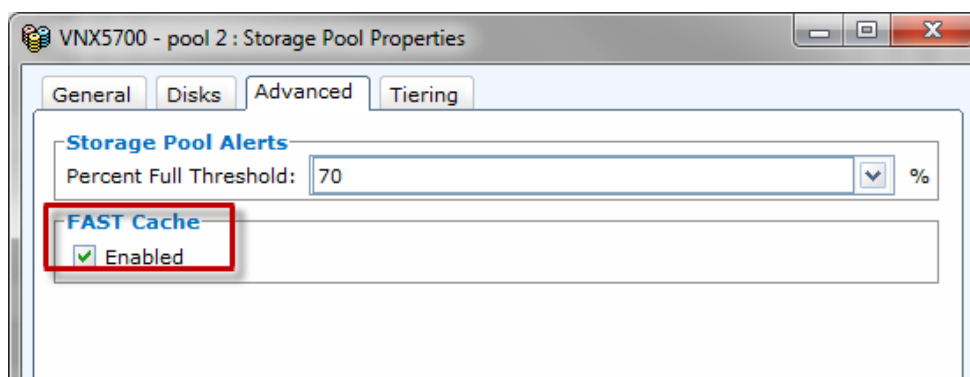 VNX5700 - pool 2 : Storage Pool Properties
General Disks Advanced Tiering
Storage Pool Alerts
Percent Full Threshold: 70 %
FAST Cache
Enabled